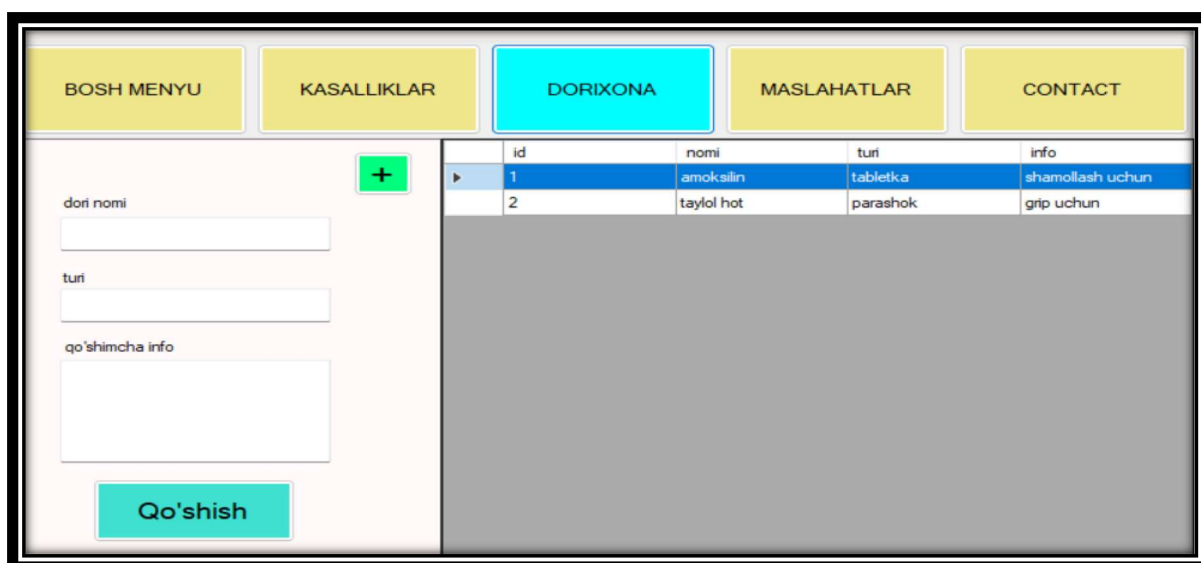 BOSH MENYU KASALLIKLAR DORIXONA MASLAHATLAR CONTACT
+
dori nomi
turi
qo'shimcha info
Qo'shish
id nomi turi info
1 amoksilin tabletka shamollash uchun
2 taylol hot parashok grip uchun